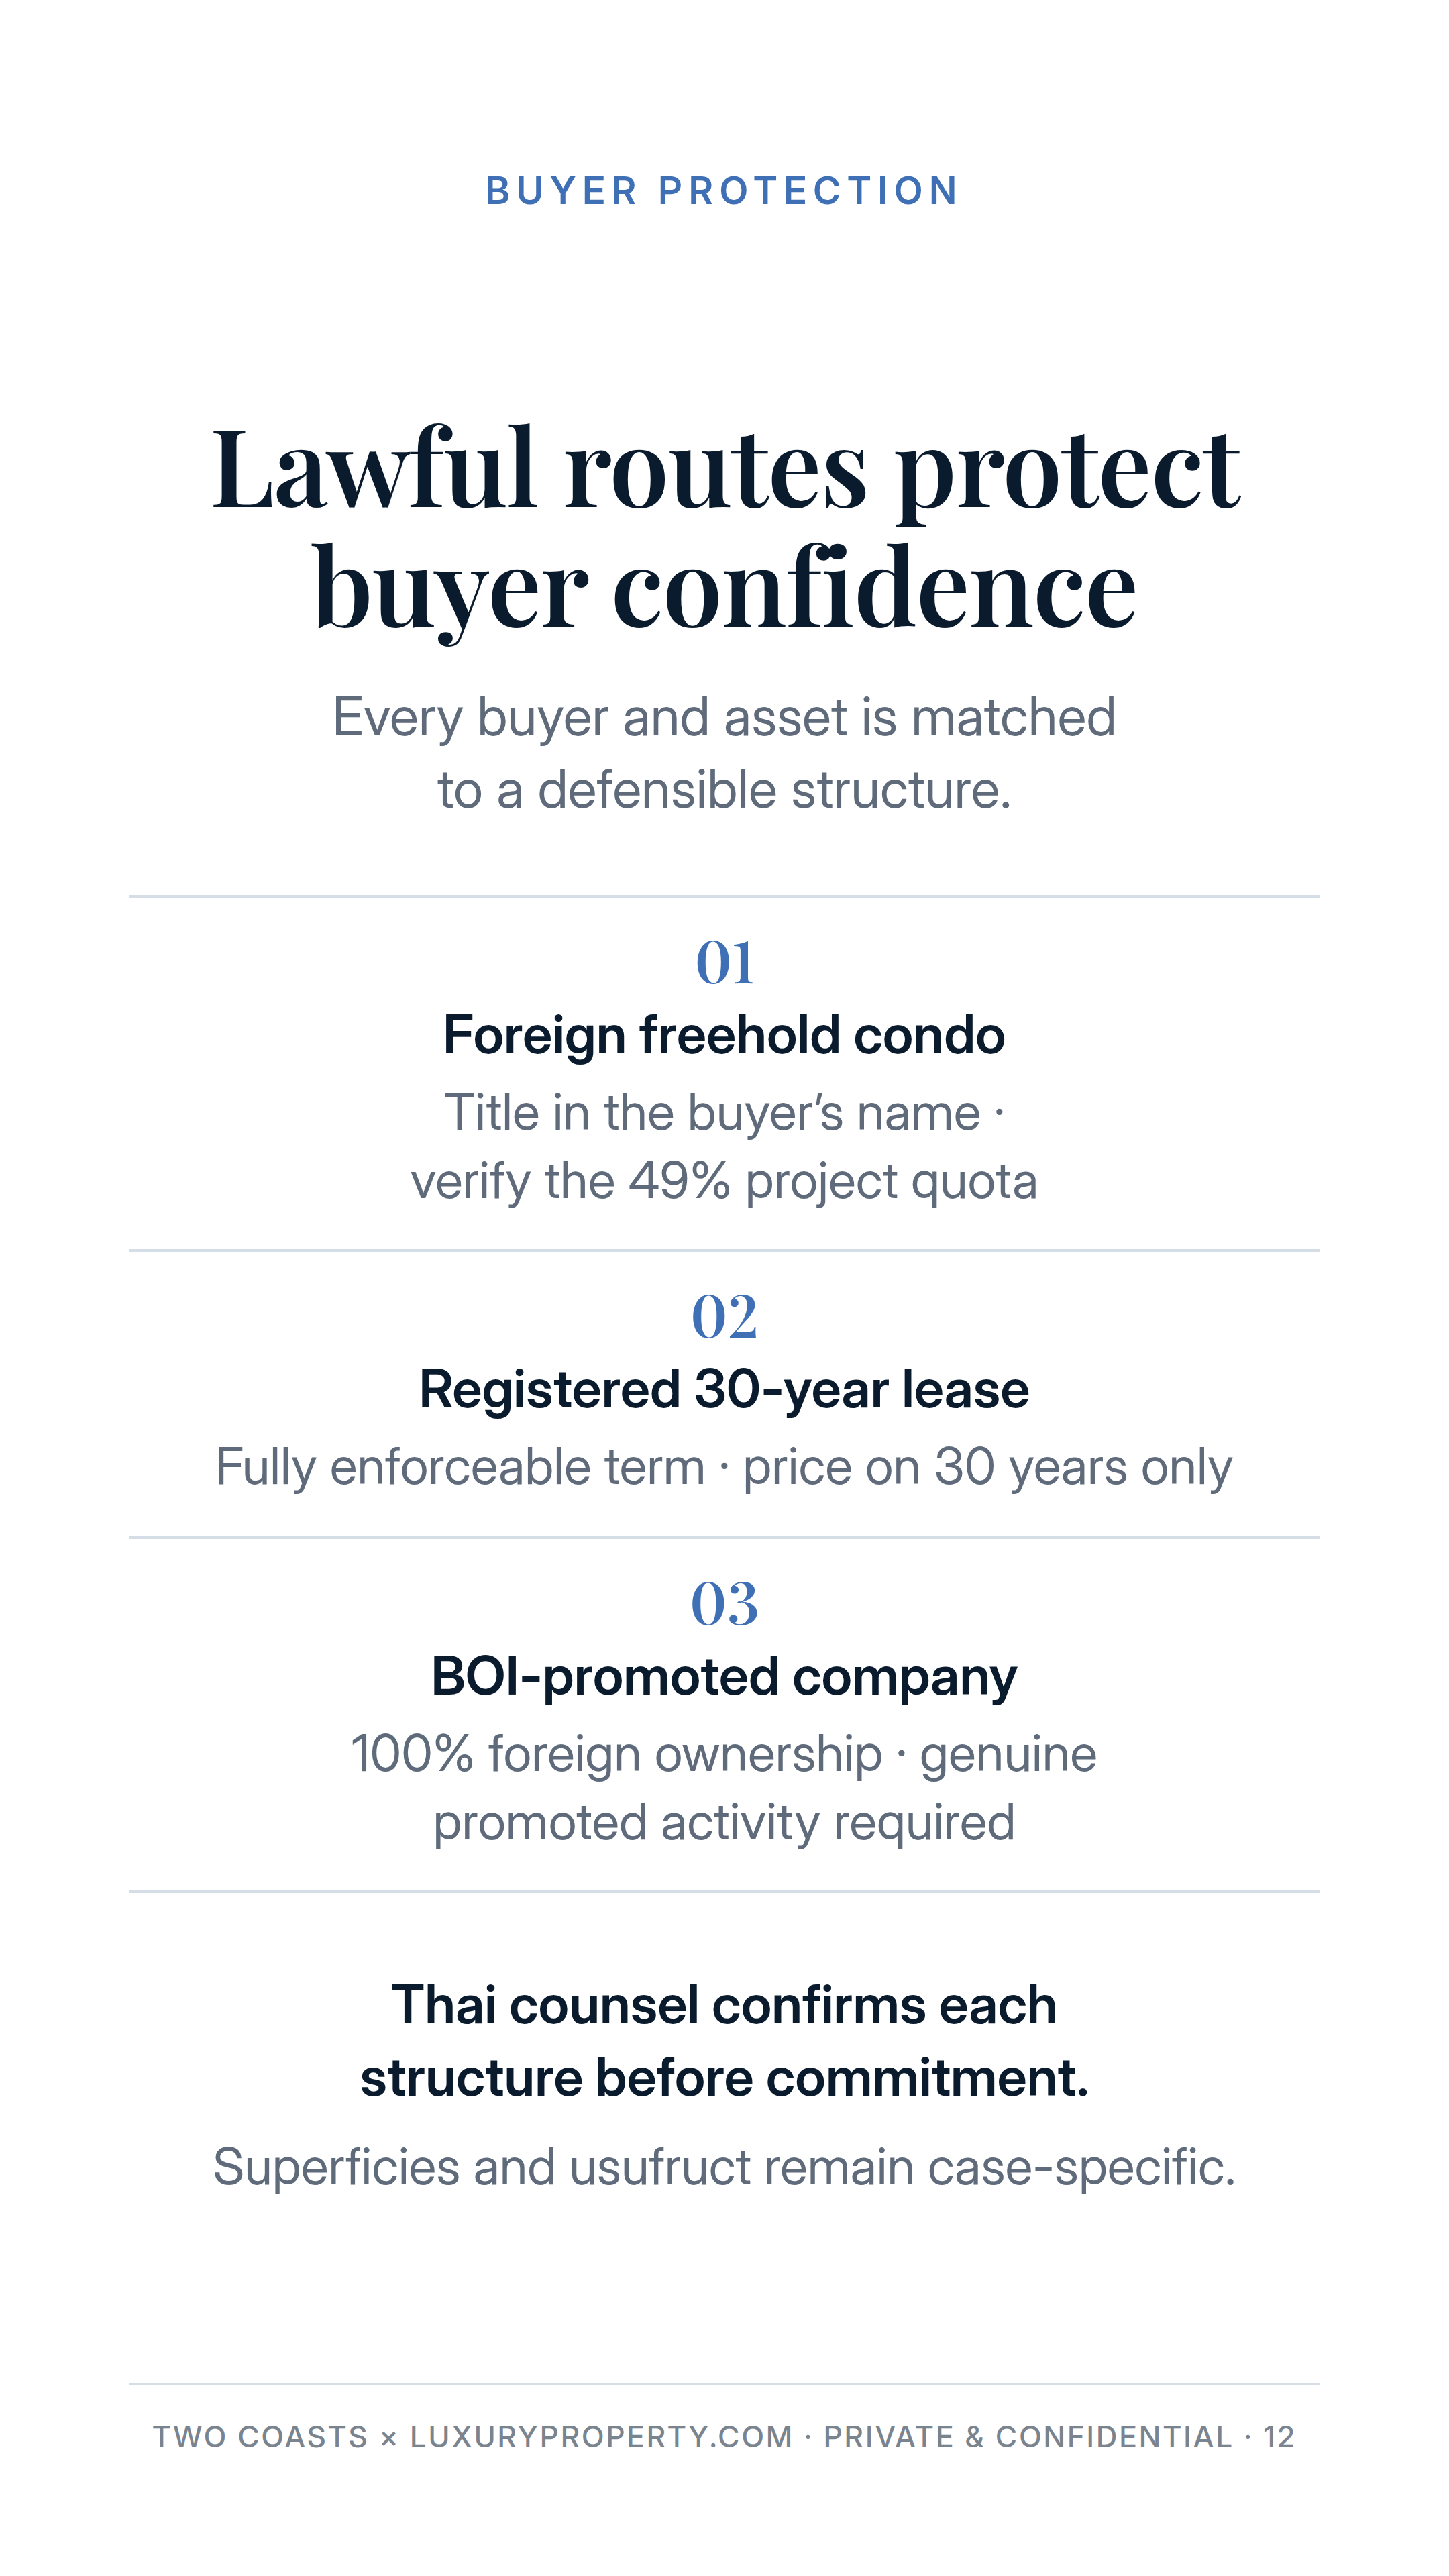 BUYER PROTECTION
Lawful routes protect
buyer confidence
Every buyer and asset is matched
to a defensible structure.
01
Foreign freehold condo
Title in the buyer’s name ·
verify the 49% project quota
02
Registered 30-year lease
Fully enforceable term · price on 30 years only
03
BOI-promoted company
100% foreign ownership · genuine
promoted activity required
Thai counsel confirms each
structure before commitment.
Superficies and usufruct remain case-specific.
TWO COASTS × LUXURYPROPERTY.COM · PRIVATE & CONFIDENTIAL · 12